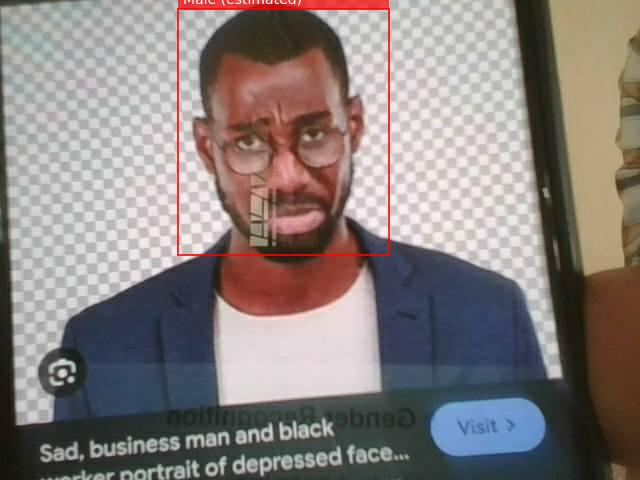 Male (estimated)
Gender Recognition
Sad, business man and black
worker portrait of depressed face...
Visit >